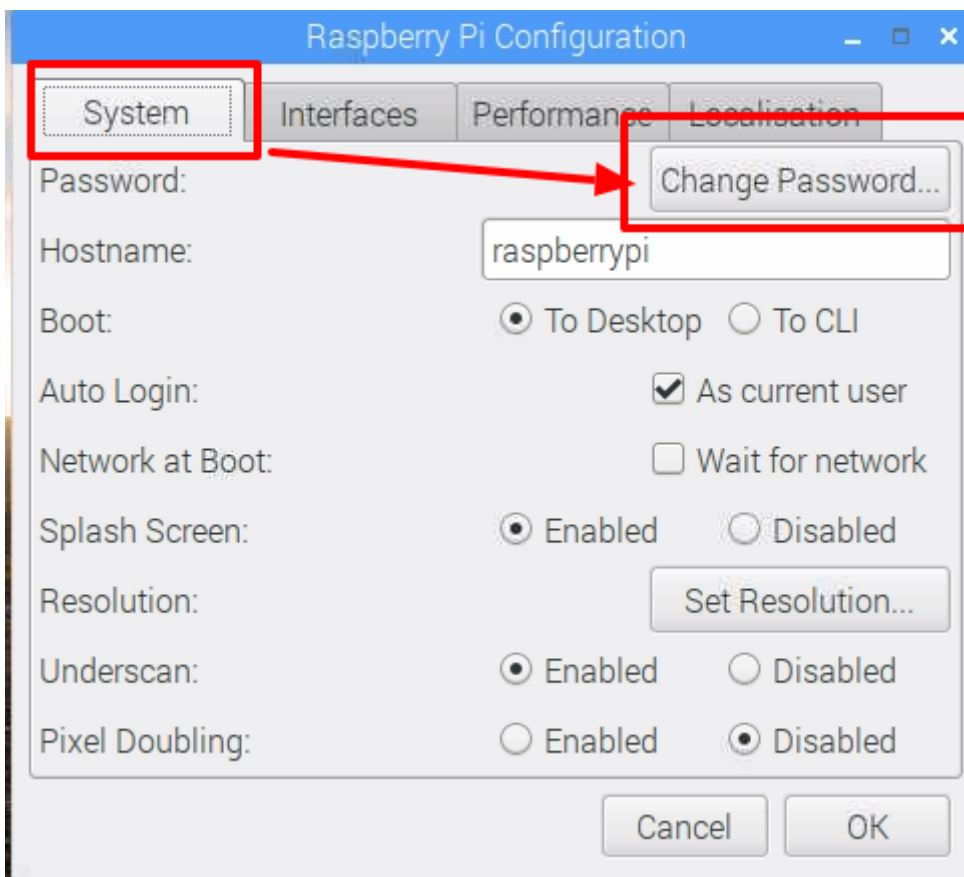 Raspberry Pi Configuration
System Interfaces Performance Localisation
Password: Change Password...
Hostname: raspberrypi
Boot: To Desktop To CLI
Auto Login: As current user
Network at Boot: Wait for network
Splash Screen: Enabled Disabled
Resolution: Set Resolution...
Underscan: Enabled Disabled
Pixel Doubling: Enabled Disabled
Cancel OK